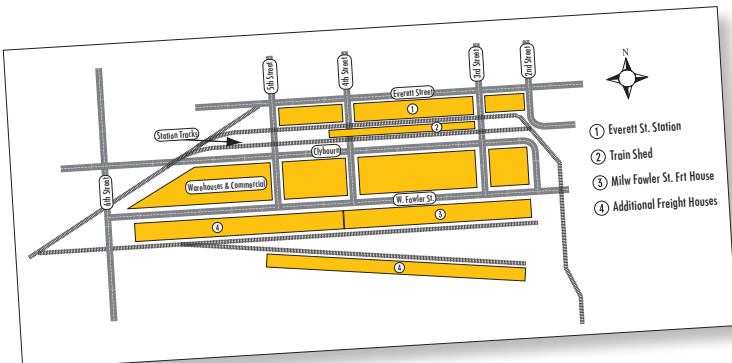 5th Street
4th Street
3rd Street
2nd Street
N
Everett Street
1
Station Tracks
2
Clybourn
6th Street
Warehouses & Commercial
W. Fowler St.
4
3
4
1 Everett St. Station
2 Train Shed
3 Milw Fowler St. Frt House
4 Additional Freight Houses